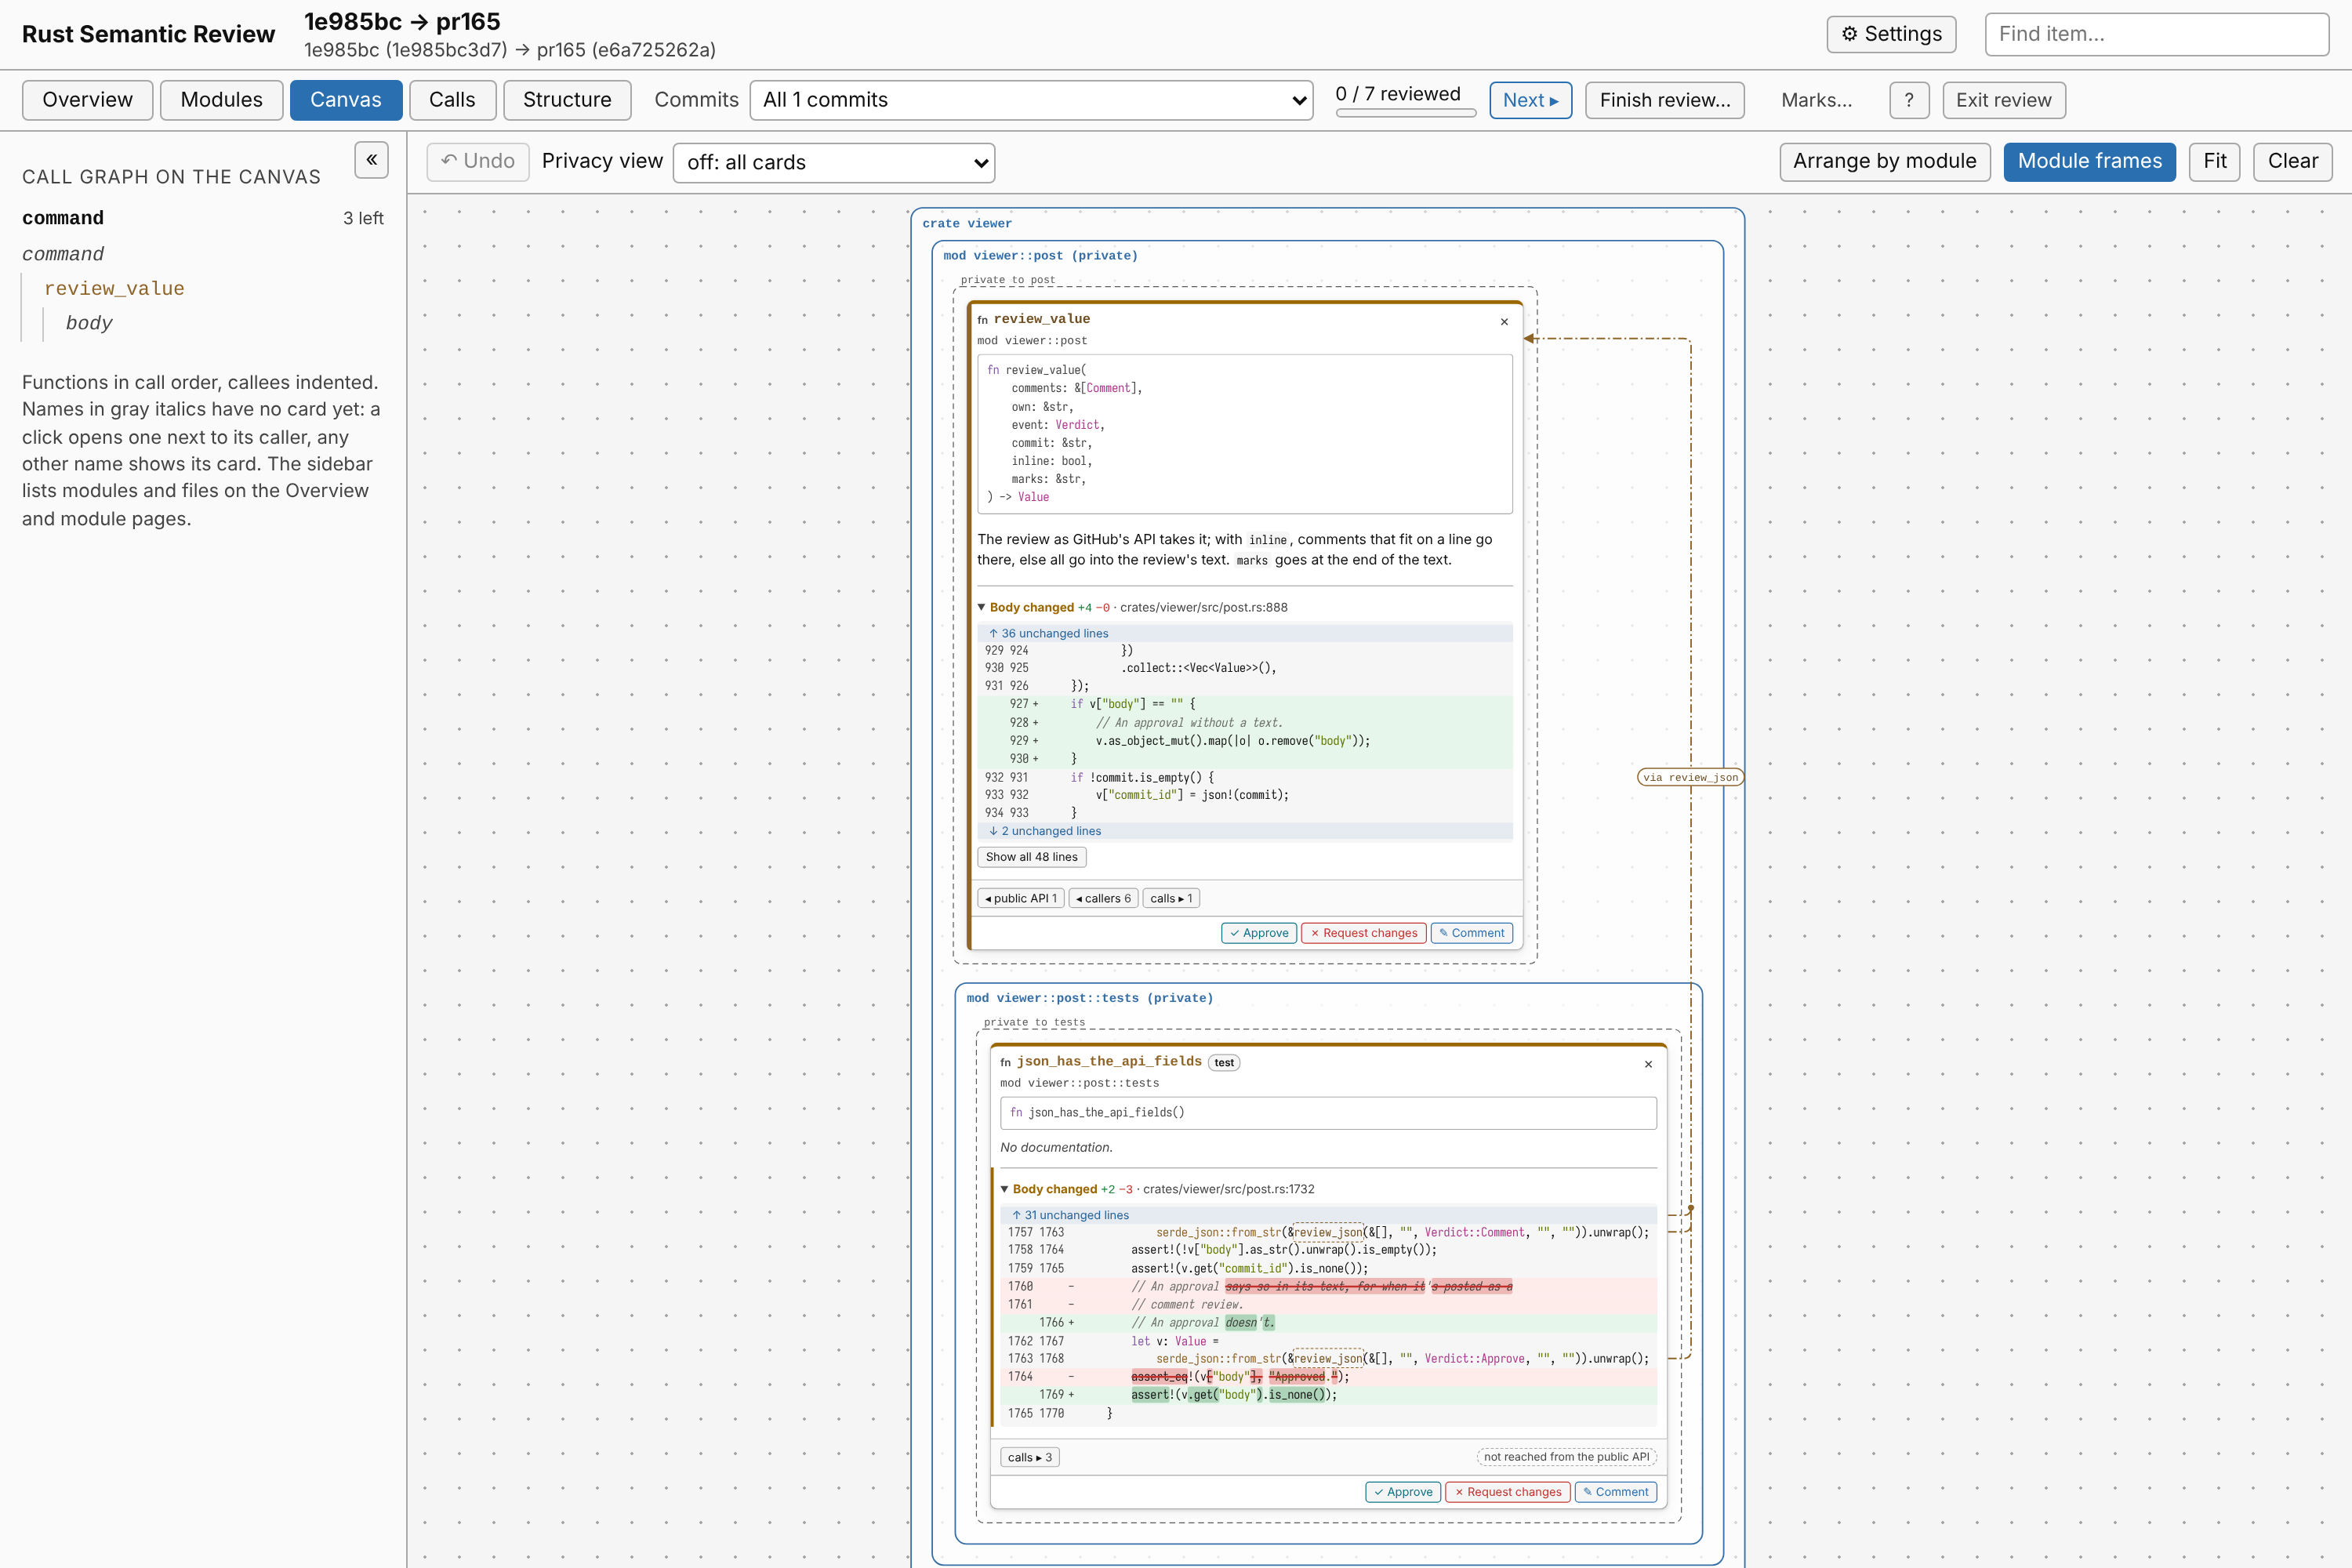 Rust Semantic Review
1e985bc → pr165
1e985bc (1e985bc3d7) → pr165 (e6a725262a)
⚙ Settings
Find item...
Overview
Modules
Canvas
Calls
Structure
Commits
All 1 commits
0 / 7 reviewed
Next ▸
Finish review...
Marks...
?
Exit review
CALL GRAPH ON THE CANVAS
«
command
3 left
command
review_value
body
Functions in call order, callees indented.
Names in gray italics have no card yet: a
click opens one next to its caller, any
other name shows its card. The sidebar
lists modules and files on the Overview
and module pages.
↶ Undo
Privacy view
off: all cards
Arrange by module
Module frames
Fit
Clear
crate viewer
mod viewer::post (private)
private to post
fn review_value
×
mod viewer::post
fn review_value(
    comments: &[Comment],
    own: &str,
    event: Verdict,
    commit: &str,
    inline: bool,
    marks: &str,
) -> Value
The review as GitHub's API takes it; with inline, comments that fit on a line go
there, else all go into the review's text. marks goes at the end of the text.
▼ Body changed +4 −0 · crates/viewer/src/post.rs:888
↑ 36 unchanged lines
929 924             })
930 925             .collect::<Vec<Value>>(),
931 926     });
927 +     if v["body"] == "" {
928 +         // An approval without a text.
929 +         v.as_object_mut().map(|o| o.remove("body"));
930 +     }
932 931     if !commit.is_empty() {
933 932         v["commit_id"] = json!(commit);
934 933     }
↓ 2 unchanged lines
Show all 48 lines
◂ public API 1
◂ callers 6
calls ▸ 1
✓ Approve
× Request changes
✎ Comment
via review_json
mod viewer::post::tests (private)
private to tests
fn json_has_the_api_fields test
×
mod viewer::post::tests
fn json_has_the_api_fields()
No documentation.
▼ Body changed +2 −3 · crates/viewer/src/post.rs:1732
↑ 31 unchanged lines
1757 1763             serde_json::from_str(&review_json(&[], "", Verdict::Comment, "", "")).unwrap();
1758 1764         assert!(!v["body"].as_str().unwrap().is_empty());
1759 1765         assert!(v.get("commit_id").is_none());
1760 −         // An approval says so in its text, for when it's posted as a
1761 −         // comment review.
1766 +         // An approval doesn't.
1762 1767         let v: Value =
1763 1768             serde_json::from_str(&review_json(&[], "", Verdict::Approve, "", "")).unwrap();
1764 −         assert_eq!(v["body"], "Approved.");
1769 +         assert!(v.get("body").is_none());
1765 1770     }
calls ▸ 3
not reached from the public API
✓ Approve
× Request changes
✎ Comment